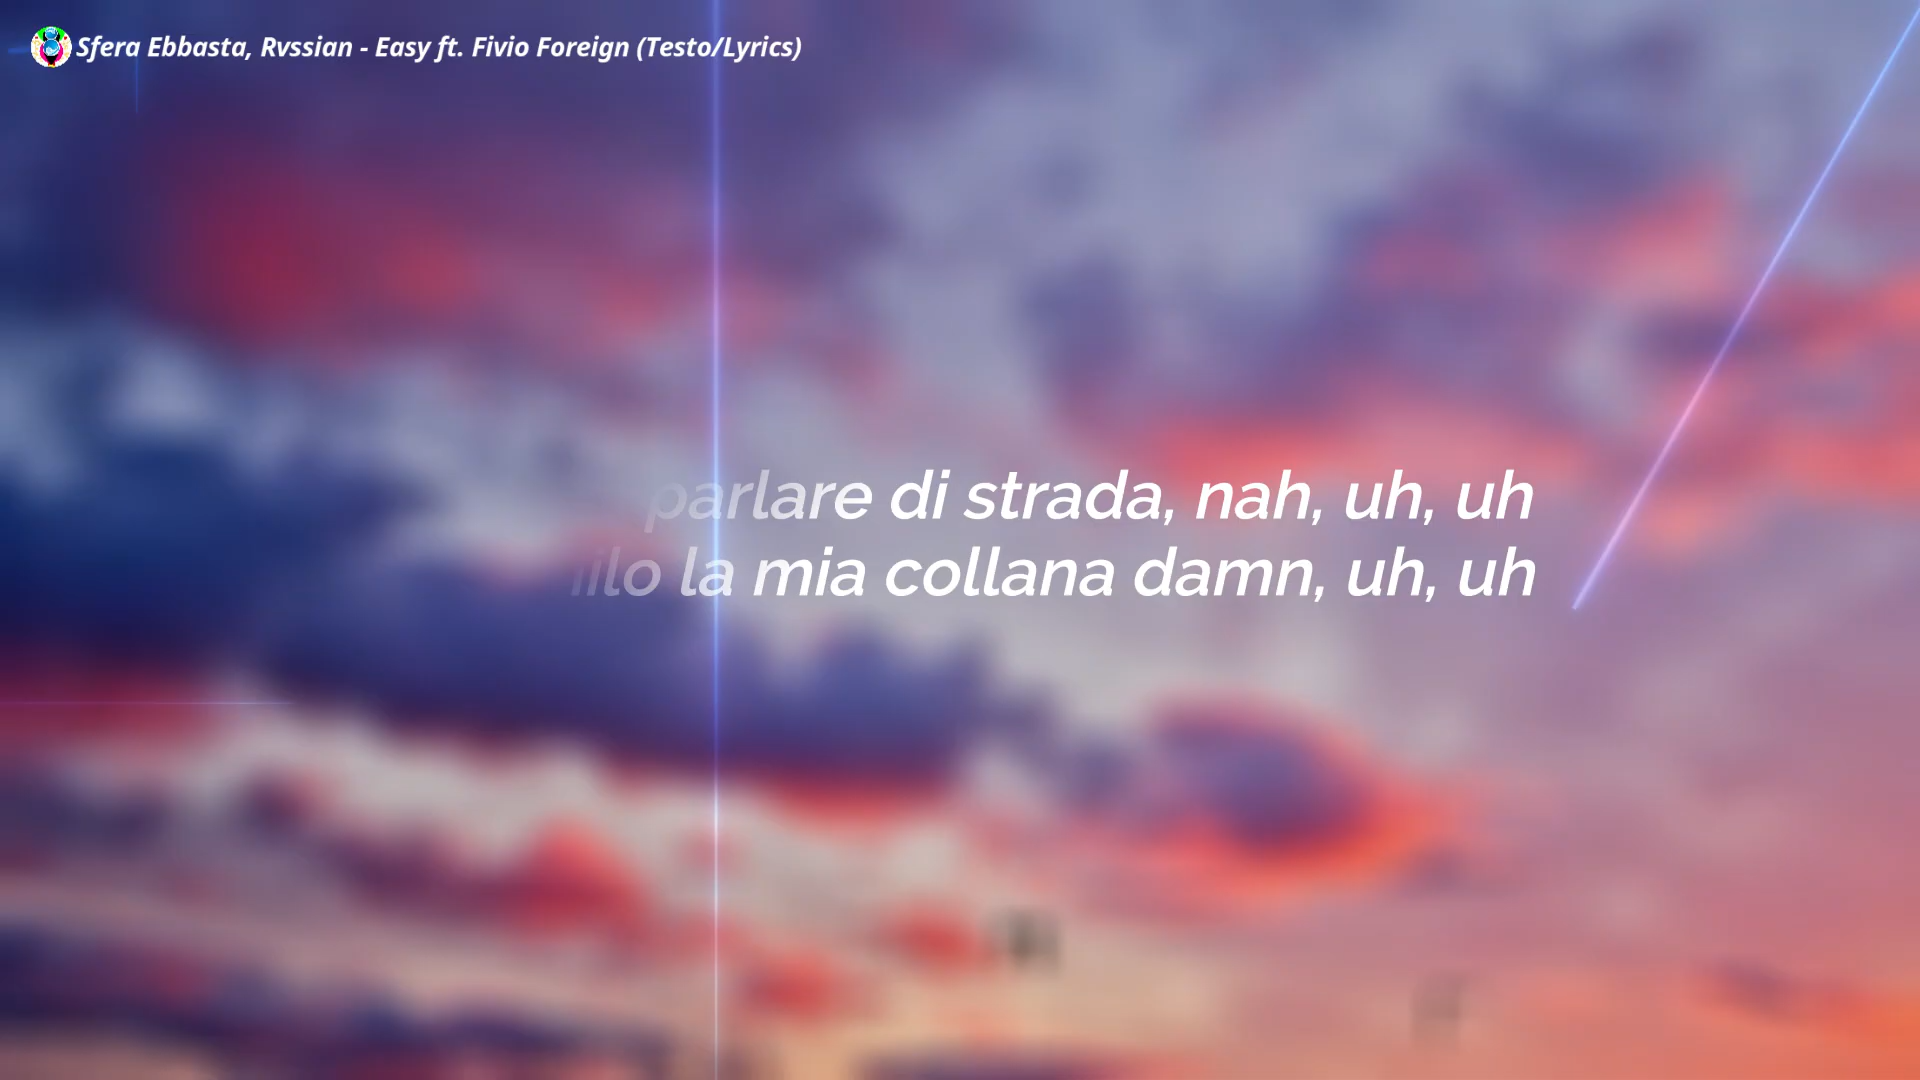 Sfera Ebbasta, Rvssian - Easy ft. Fivio Foreign (Testo/Lyrics)
parlare di strada, nah, uh, uh
la mia collana damn, uh, uh